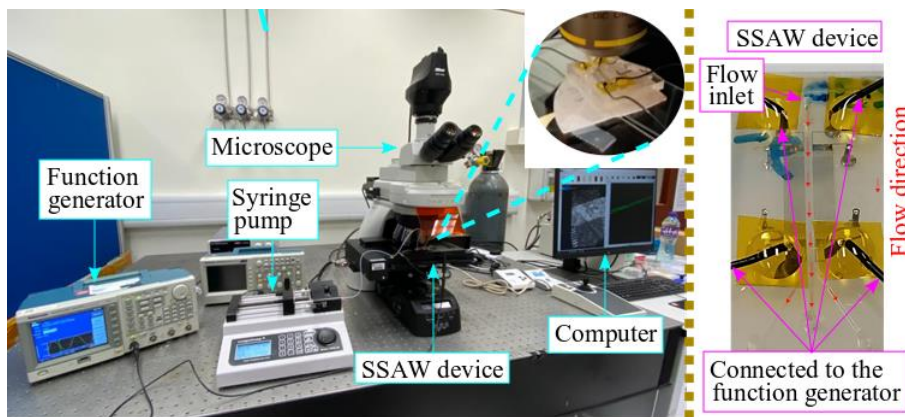 Microscope
Function
generator
Syringe
pump
SSAW device
Computer
SSAW device
Flow
inlet
Flow direction
Connected to the
function generator